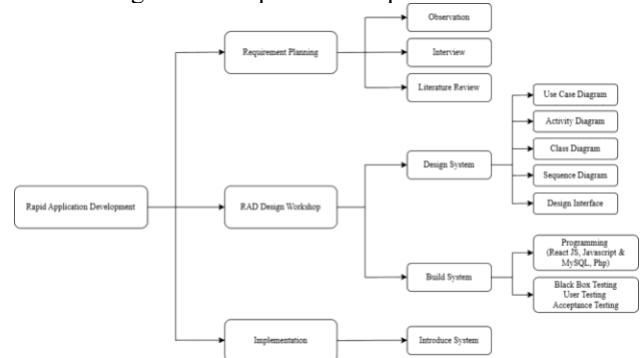 Observation
Requirement Planning
Interview
Literature Review
Use Case Diagram
Activity Diagram
Design System
Class Diagram
Sequence Diagram
Rapid Application Development
RAD Design Workshop
Design Interface
Programming
(React JS, Javascript &
MySQL, Php)
Build System
Black Box Testing
User Testing
Acceptance Testing
Implementation
Introduce System